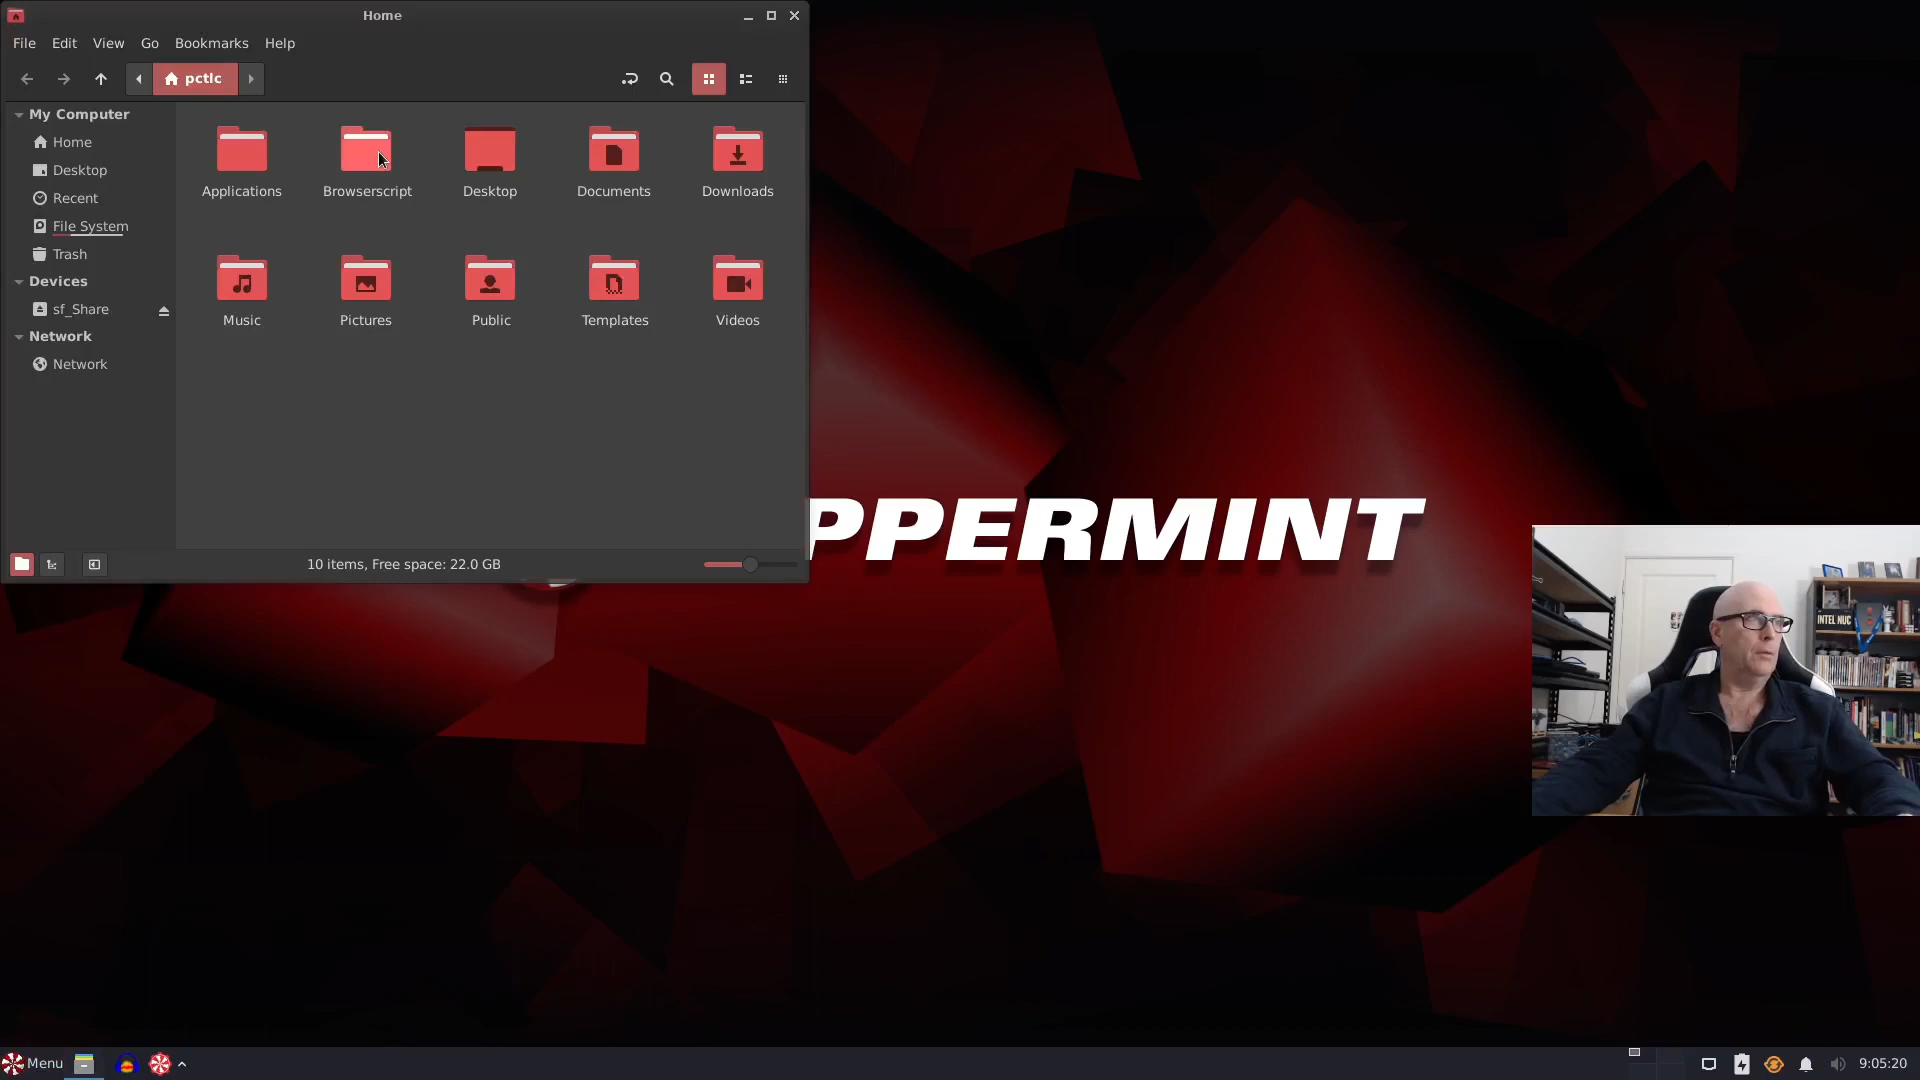 Home
File Edit View Go Bookmarks Help
pctlc
My Computer
Home
Desktop
Recent
File System
Trash
Devices
sf_Share
Network
Network
Applications Browserscript Desktop Documents Downloads
Music Pictures Public Templates Videos
10 items, Free space: 22.0 GB
PPERMINT
INTEL NUC
Menu
9:05:20